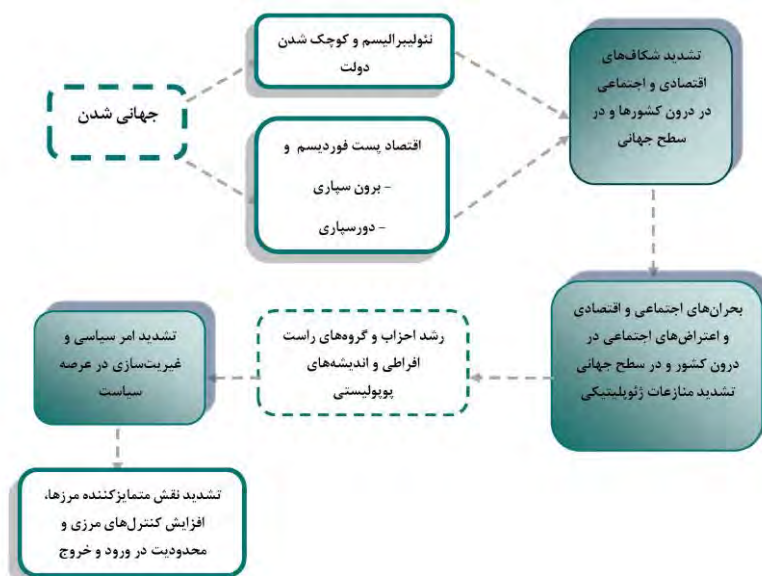 جهانی شدن
نئولیبرالیسم و کوچک شدن
دولت
اقتصاد پست فوردیسم و
- برون سپاری
- دورسپاری
تشدید شکاف‌های
اقتصادی و اجتماعی
در درون کشورها و در
سطح جهانی
بحران‌های اجتماعی و اقتصادی
و اعتراض‌های اجتماعی در
درون کشور و در سطح جهانی
تشدید منازعات ژئوپلیتیکی
رشد احزاب و گروه‌های راست
افراطی و اندیشه‌های
پوپولیستی
تشدید امر سیاسی و
غیریت‌سازی در عرصه
سیاست
تشدید نقش متمایزکننده مرزها،
افزایش کنترل‌های مرزی و
محدودیت در ورود و خروج